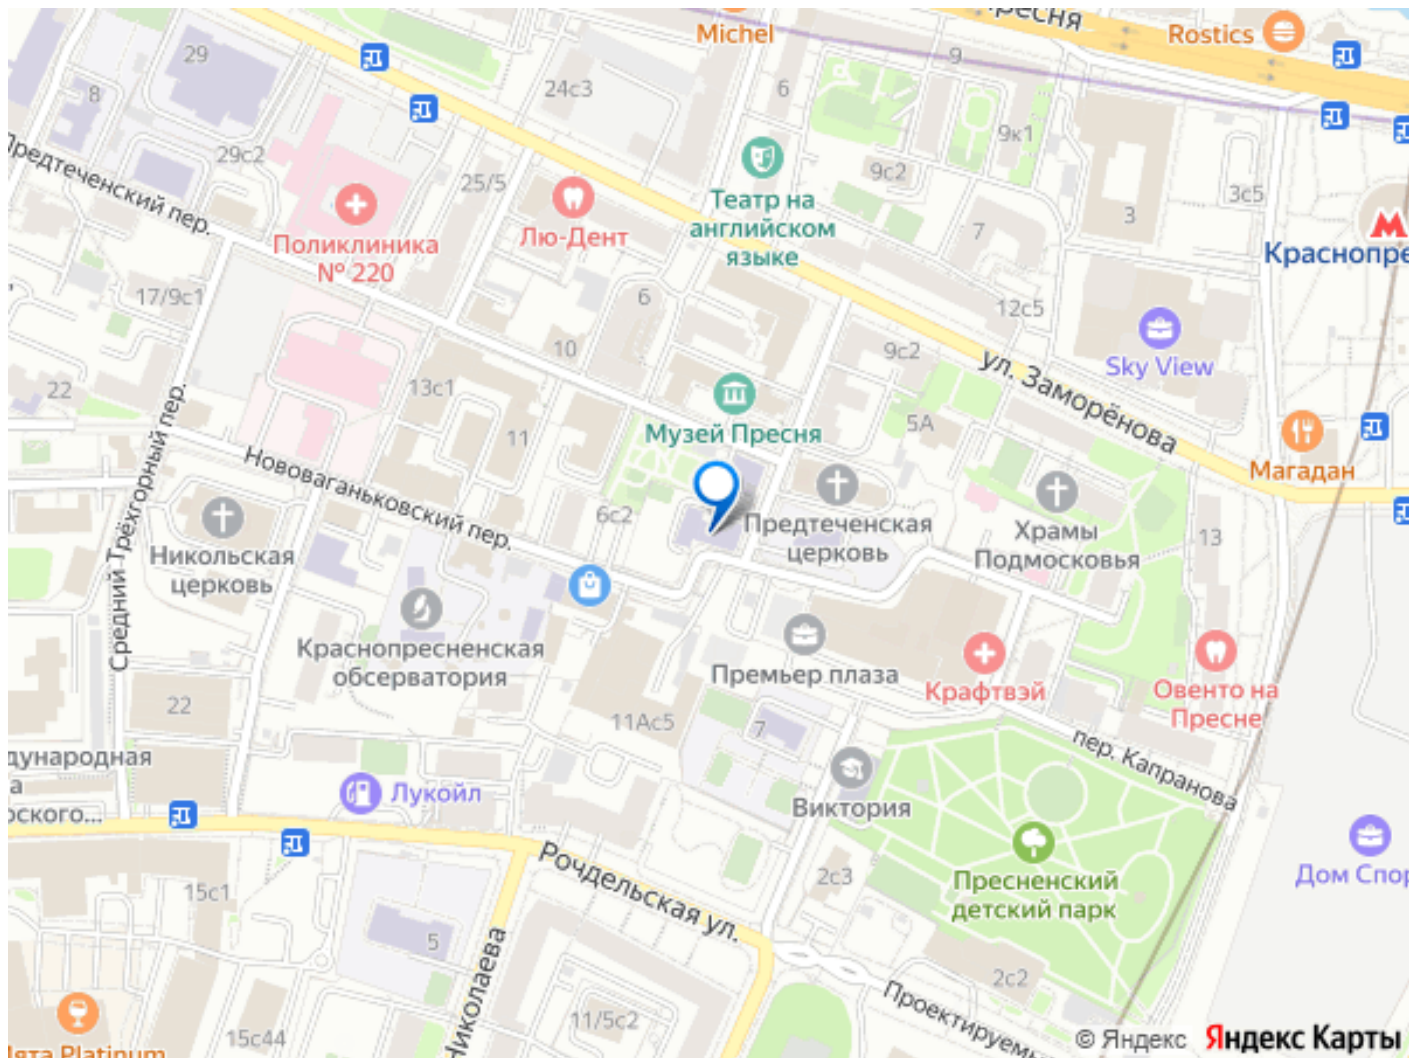 Пресня
Michel
Rostics
29
9
24с3
6
8
9к1
29с2
9с2
25/5
3с5
Предтеченский пер.
3
7
Театр на
английском
языке
Лю-Дент
Поликлиника
№ 220
Краснопре
17/9с1
6
12с5
10
9с2
Sky View
ул. Заморёнова
22
13с1
5А
11
Музей Пресня
Магадан
Нововаганьковский пер.
Средний Трёхгорный пер.
6с2
Предтеченская
церковь
Храмы
Подмосковья
13
Никольская
церковь
Краснопресненская
обсерватория
Премьер плаза
Крафтвэй
Овенто на
Пресне
22
11Ас5
7
пер. Капранова
дународная
а
рского...
Лукойл
Виктория
Рочдельская ул.
2с3
Дом Спор
15с1
Пресненский
детский парк
5
Николаева
2с2
11/5с2
Проектируем
15с44
Platinum
© Яндекс Яндекс Карты